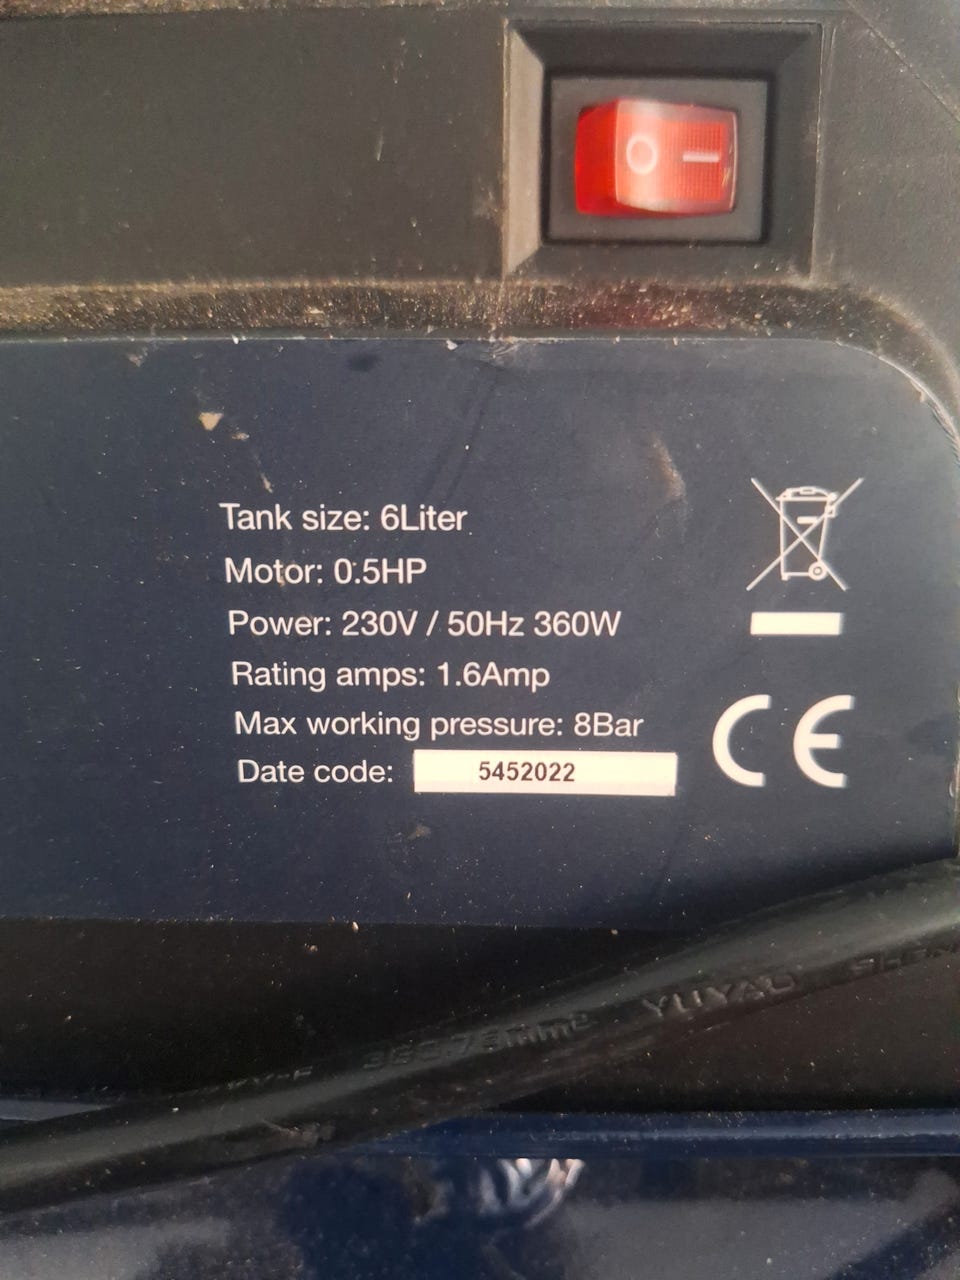 O I
Tank size: 6Liter
Motor: 0.5HP
Power: 230V / 50Hz 360W
Rating amps: 1.6Amp
Max working pressure: 8Bar
Date code: 5452022
CE
YUYAO